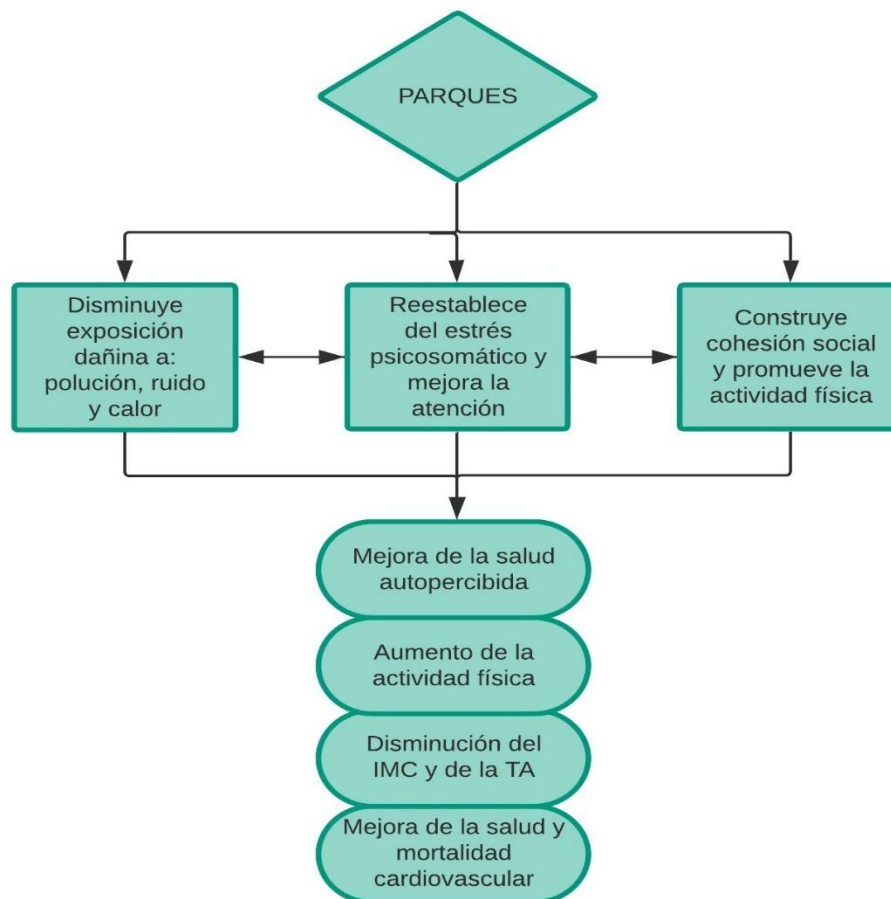 PARQUES
Disminuye
exposición
dañina a:
polución, ruido
y calor
Reestablece
del estrés
psicosomático y
mejora la
atención
Construye
cohesión social
y promueve la
actividad física
Mejora de la salud
autopercibida
Aumento de la
actividad física
Disminución del
IMC y de la TA
Mejora de la salud y
mortalidad
cardiovascular